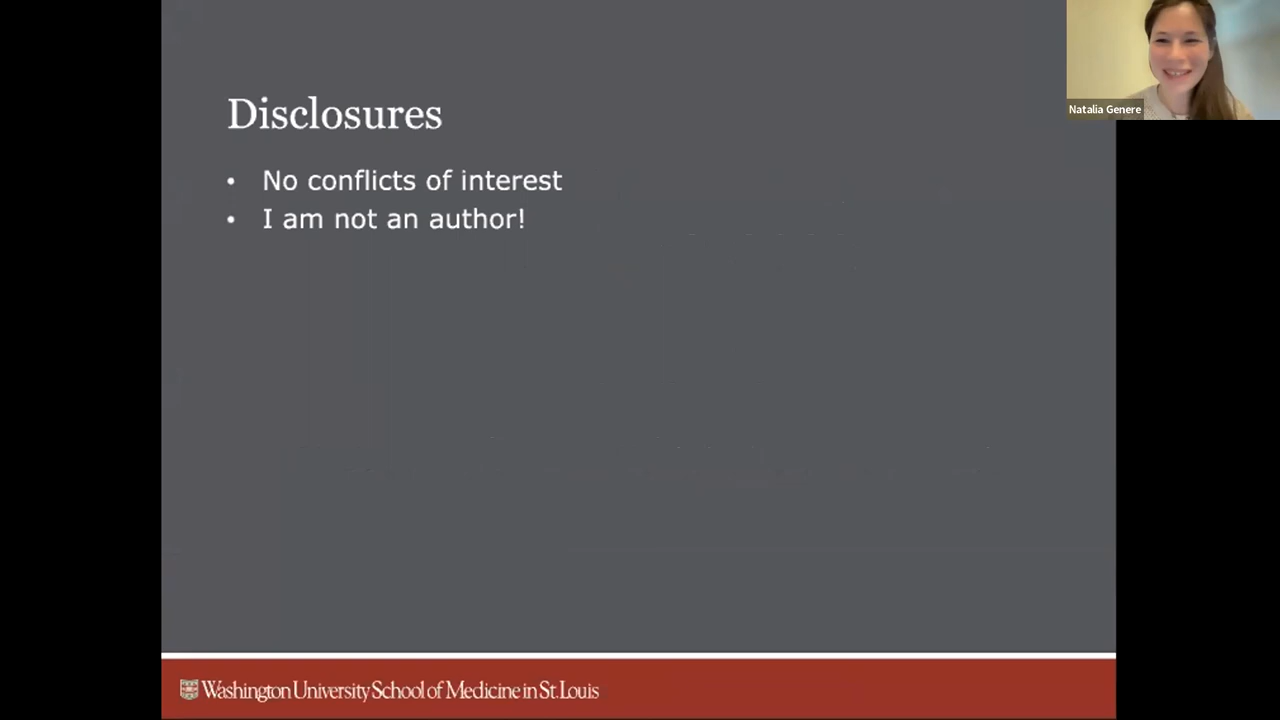 Disclosures
• No conflicts of interest
• I am not an author!
Natalia Genere
Washington University School of Medicine in St. Louis